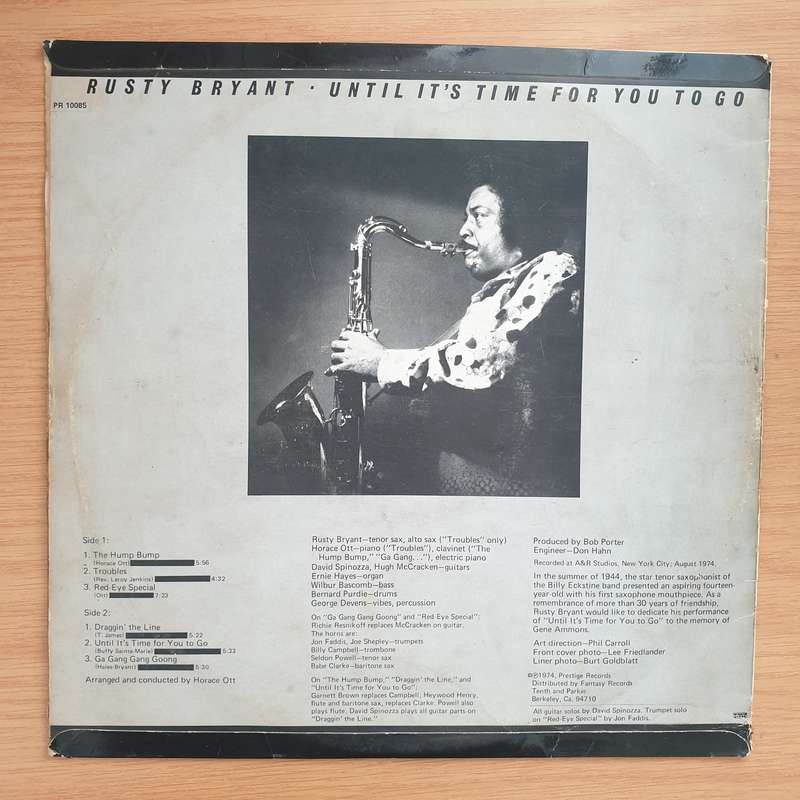 RUSTY BRYANT · UNTIL IT'S TIME FOR YOU TO GO
PR 10085
Side 1:
1. The Hump Bump
(Horace Ott) 5:56
2. Troubles
(Rev. Leroy Jenkins) 4:32
3. Red Eye Special
(Ott) 7:23
Side 2:
1. Draggin' the Line
(T. James) 5:22
2. Until It's Time for You to Go
(Buffy Sainte-Marie) 5:33
3. Ga Gang Gang Goong
(Hales-Bryant) 5:30
Arranged and conducted by Horace Ott
Rusty Bryant—tenor sax, alto sax ("Troubles" only)
Horace Ott—piano ("Troubles"), clavinet ("The
Hump Bump," "Ga Gang. . ."), electric piano
David Spinozza, Hugh McCracken—guitars
Ernie Hayes—organ
Wilbur Bascomb—bass
Bernard Purdie—drums
George Devens—vibes, percussion
On "Ga Gang Gang Goong" and "Red-Eye Special":
Richie Resnikoff replaces McCracken on guitar.
The horns are:
Jon Faddis, Joe Shepley—trumpets
Billy Campbell—trombone
Seldon Powell—tenor sax
Babe Clarke—baritone sax
On "The Hump Bump," "Draggin' the Line," and
"Until It's Time for You to Go":
Garnett Brown replaces Campbell; Heywood Henry,
flute and baritone sax, replaces Clarke. Powell also
plays flute. David Spinozza plays all guitar parts on
"Draggin' the Line."
Produced by Bob Porter
Engineer—Don Hahn
Recorded at A&R Studios, New York City; August 1974.
In the summer of 1944, the star tenor saxophonist of
the Billy Eckstine band presented an aspiring fourteen-
year-old with his first saxophone mouthpiece. As a
remembrance of more than 30 years of friendship,
Rusty Bryant would like to dedicate his performance
of "Until It's Time for You to Go" to the memory of
Gene Ammons.
Art direction—Phil Carroll
Front cover photo—Lee Friedlander
Liner photo—Burt Goldblatt
©℗1974, Prestige Records
Distributed by Fantasy Records
Tenth and Parker
Berkeley, Ca. 94710
All guitar solos by David Spinozza. Trumpet solo
on "Red-Eye Special" by Jon Faddis.